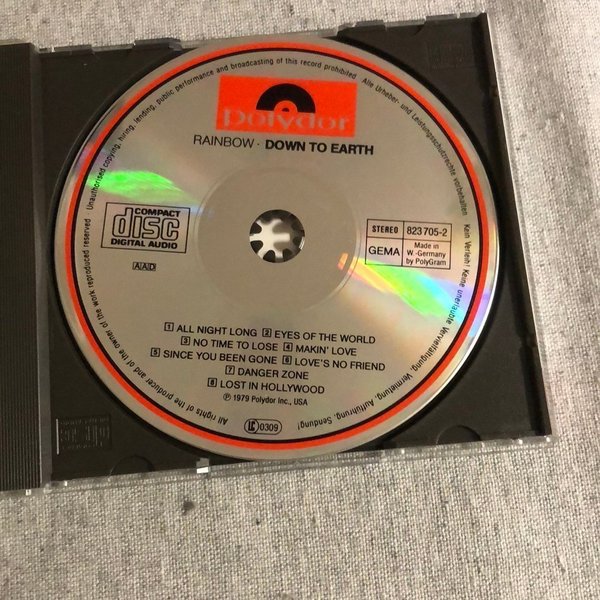 Unauthorised copying, hiring, lending, public performance and broadcasting of this record prohibited · Alle Urheber- und Leistungsschutzrechte vorbehalten · Kein Verleih! Keine unerlaubte Vervielfältigung, Vermietung, Aufführung, Sendung!
All rights of the producer and of the owner of the work reproduced reserved
Polydor
RAINBOW · DOWN TO EARTH
COMPACT
disc
DIGITAL AUDIO
AAD
STEREO 823 705-2
GEMA Made in
W.-Germany
by PolyGram
1 ALL NIGHT LONG 2 EYES OF THE WORLD
3 NO TIME TO LOSE 4 MAKIN' LOVE
5 SINCE YOU BEEN GONE 6 LOVE'S NO FRIEND
7 DANGER ZONE
8 LOST IN HOLLYWOOD
℗ 1979 Polydor Inc., USA
LC 0309